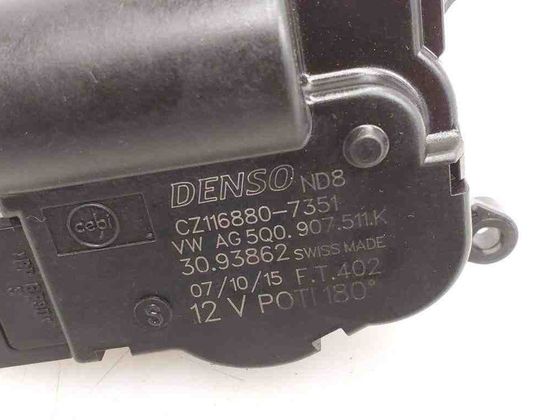 DENSO ND8
CZ116880-7351
cebi
VW AG 5Q0.907.511.K
30.93862 SWISS MADE
07/10/15 F.T.402
12 V POTI 180°
S